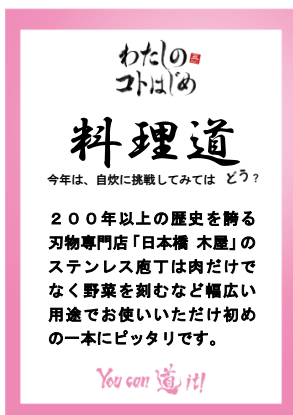 わたしの
コトはじめ
料理道
今年は、自炊に挑戦してみては どう？
２００年以上の歴史を誇る
刃物専門店「日本橋 木屋」の
ステンレス庖丁は肉だけで
なく野菜を刻むなど幅広い
用途でお使いいただけ初め
の一本にピッタリです。
You can 道 it!